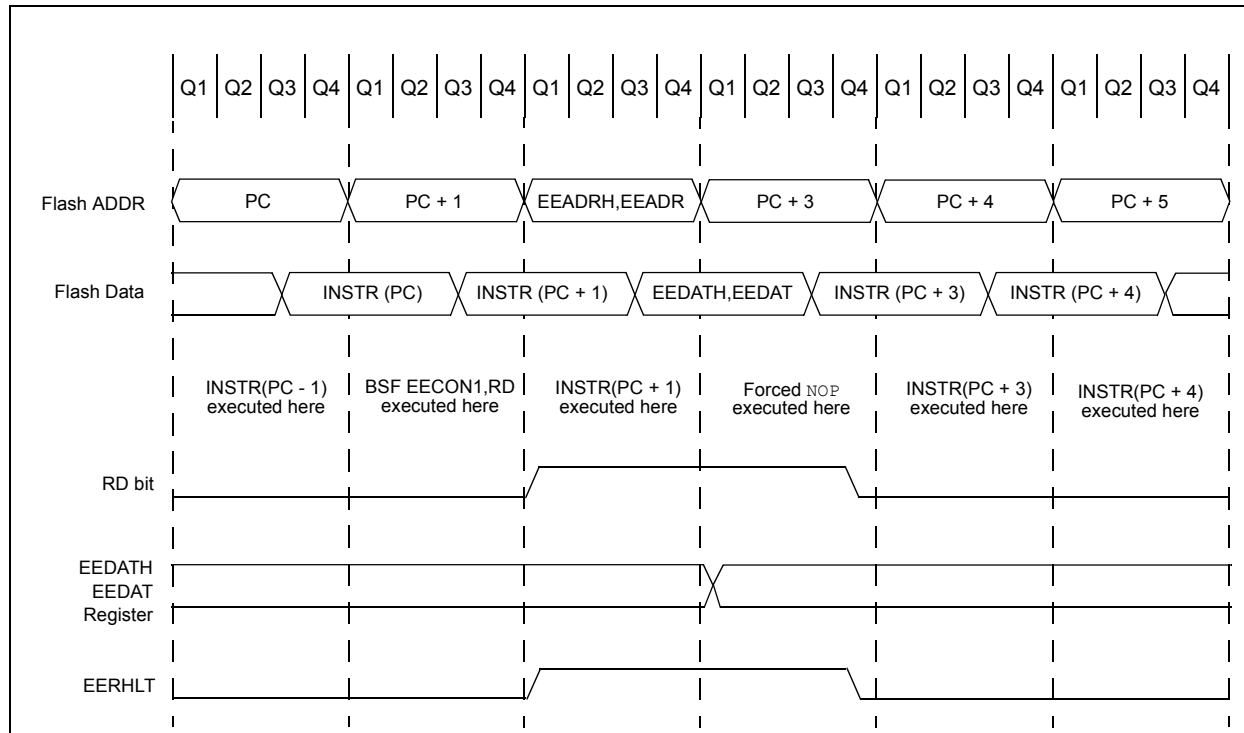 Q1 Q2 Q3 Q4 Q1 Q2 Q3 Q4 Q1 Q2 Q3 Q4 Q1 Q2 Q3 Q4 Q1 Q2 Q3 Q4 Q1 Q2 Q3 Q4
Flash ADDR PC PC + 1 EEADRH,EEADR PC + 3 PC + 4 PC + 5
Flash Data INSTR (PC) INSTR (PC + 1) EEDATH,EEDAT INSTR (PC + 3) INSTR (PC + 4)
INSTR(PC - 1) BSF EECON1,RD INSTR(PC + 1) Forced NOP INSTR(PC + 3) INSTR(PC + 4)
executed here executed here executed here executed here executed here executed here
RD bit
EEDATH
EEDAT
Register
EERHLT